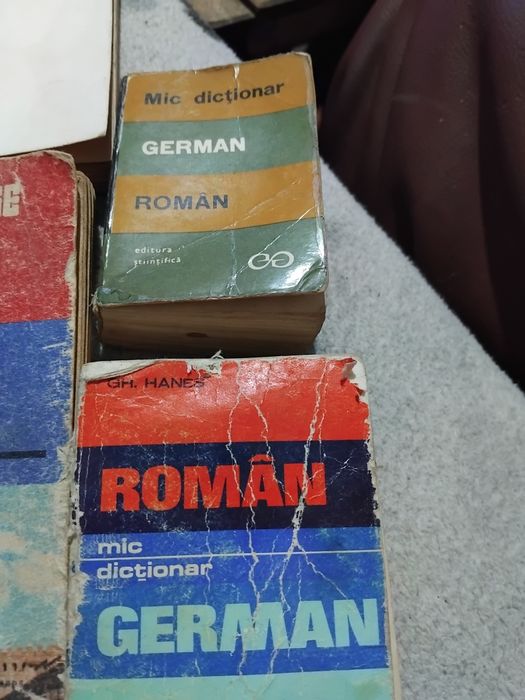 Mic dicționar
GERMAN
ROMÂN
editura
științifică
GH. HANEȘ
ROMÂN
mic
dicționar
GERMAN